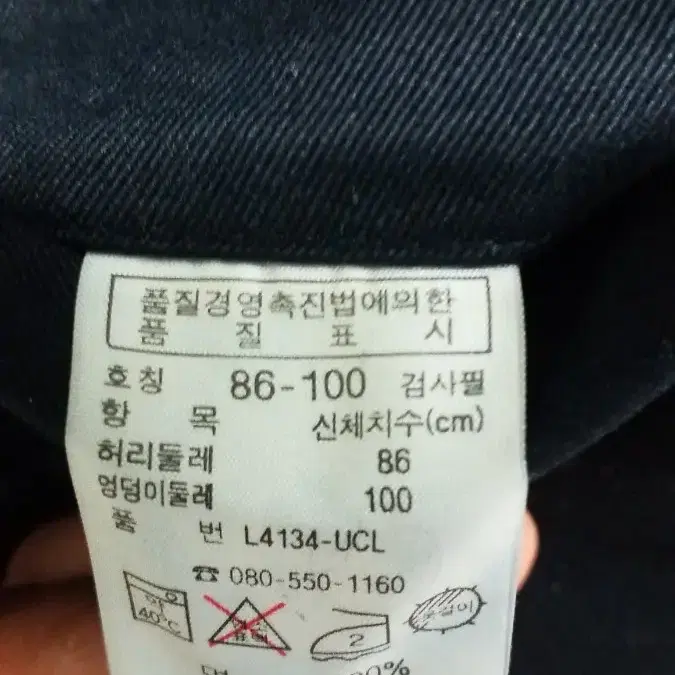 품질경영촉진법에의한
품 질 표 시
호칭 86-100 검사필
항 목 신체치수(cm)
허리둘레 86
엉덩이둘레 100
품 번 L4134-UCL
☎ 080-550-1160
약
40℃
2